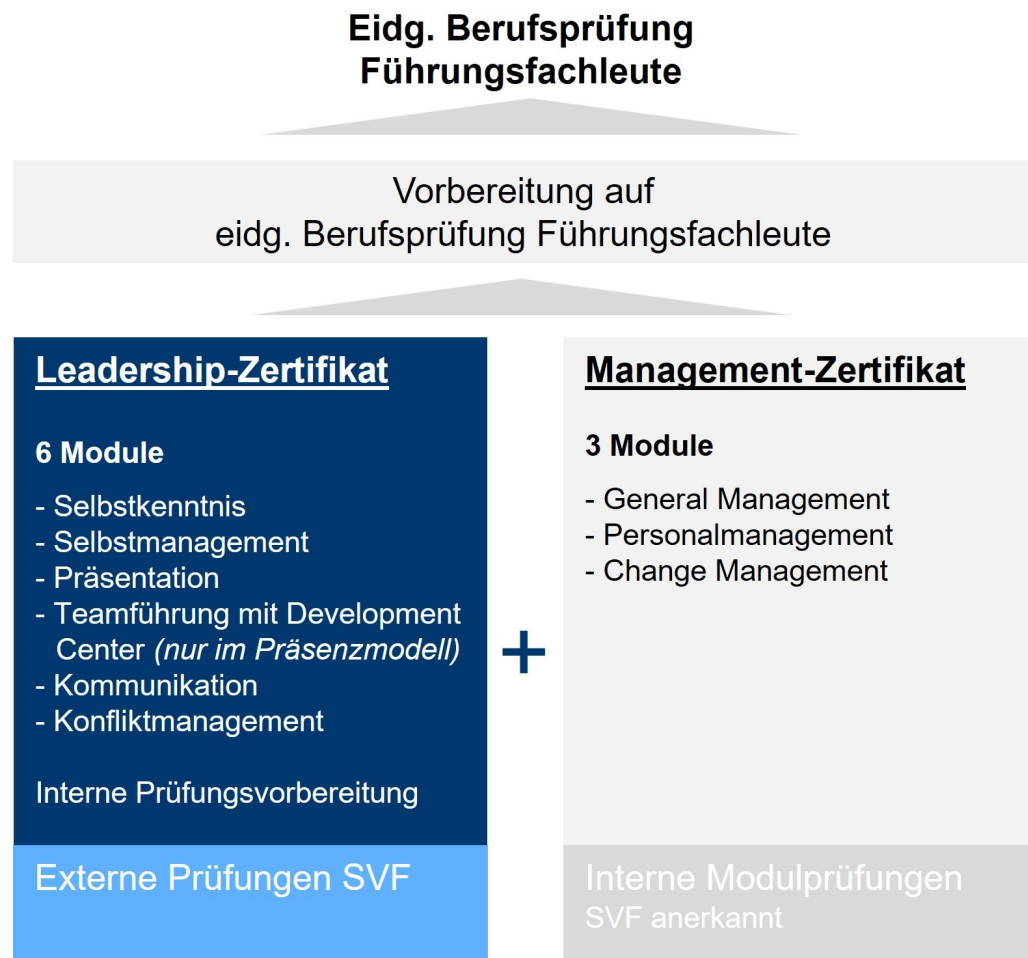 Eidg. Berufsprüfung
Führungsfachleute
Vorbereitung auf
eidg. Berufsprüfung Führungsfachleute
Leadership-Zertifikat
6 Module
- Selbstkenntnis
- Selbstmanagement
- Präsentation
- Teamführung mit Development
Center (nur im Präsenzmodell)
- Kommunikation
- Konfliktmanagement
Interne Prüfungsvorbereitung
Externe Prüfungen SVF
+
Management-Zertifikat
3 Module
- General Management
- Personalmanagement
- Change Management
Interne Modulprüfungen
SVF anerkannt